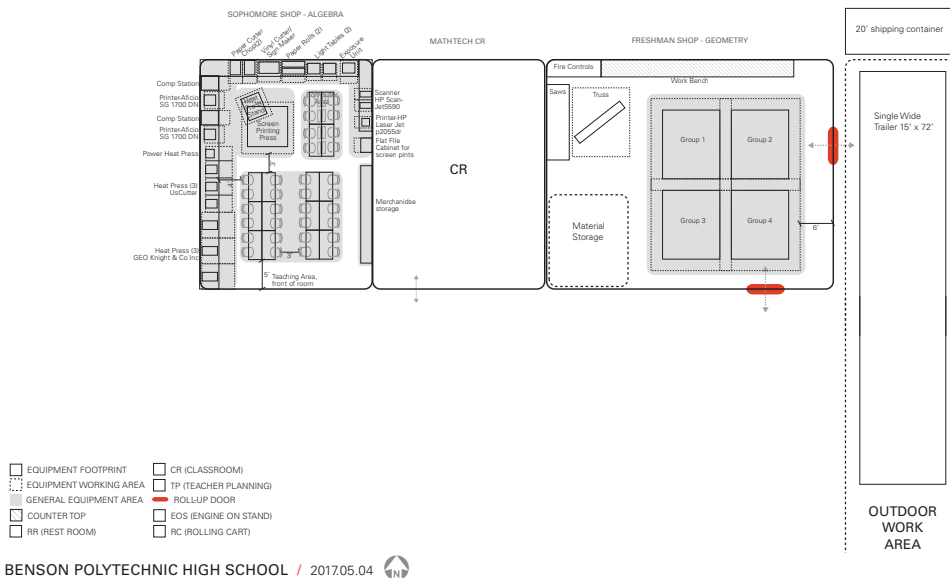 SOPHOMORE SHOP - ALGEBRA
MATHTECH CR
FRESHMAN SHOP - GEOMETRY
20' shipping container
Paper Cutter
Chop(2)
Vinyl Cutter/
Sign Maker
Paper Rolls (2)
Light Tables (2)
Exposure
Unit
Comp Station
Printer-Aficio
SG 1700 DN
Comp Station
Printer-Aficio
SG 1700 DN
Power Heat Press
Heat Press (3)
UsCutter
Heat Press (3)
GEO Knight & Co Inc
Stand
Screen
Printing
Press
3'
4'
3'
5'
Teaching Area,
front of room
Scanner
HP Scan-
Jet5590
Printer-HP
Laser Jet
p2055dr
Flat File
Cabinet for
screen pints
Merchanidse
storage
CR
Fire Controls
Work Bench
Saws
Truss
Group 1
Group 2
Group 3
Group 4
Material
Storage
6'
Single Wide
Trailer 15' x 72'
OUTDOOR
WORK
AREA
EQUIPMENT FOOTPRINT
EQUIPMENT WORKING AREA
GENERAL EQUIPMENT AREA
COUNTER TOP
RR (REST ROOM)
CR (CLASSROOM)
TP (TEACHER PLANNING)
ROLL-UP DOOR
EOS (ENGINE ON STAND)
RC (ROLLING CART)
BENSON POLYTECHNIC HIGH SCHOOL / 2017.05.04
N